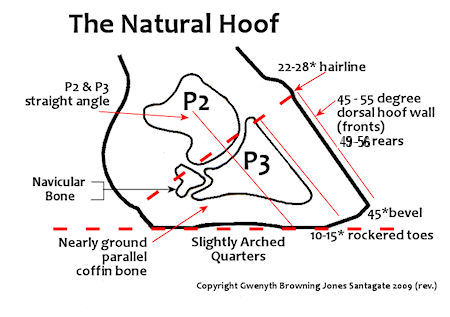 The Natural Hoof
22-28* hairline
P2 & P3
straight angle
P2
45 - 55 degree
dorsal hoof wall
(fronts)
rears
P3
Navicular
Bone
45*bevel
10-15* rockered toes
Nearly ground
parallel
coffin bone
Slightly Arched
Quarters
Copyright Gwenyth Browning Jones Santagate 2009 (rev.)